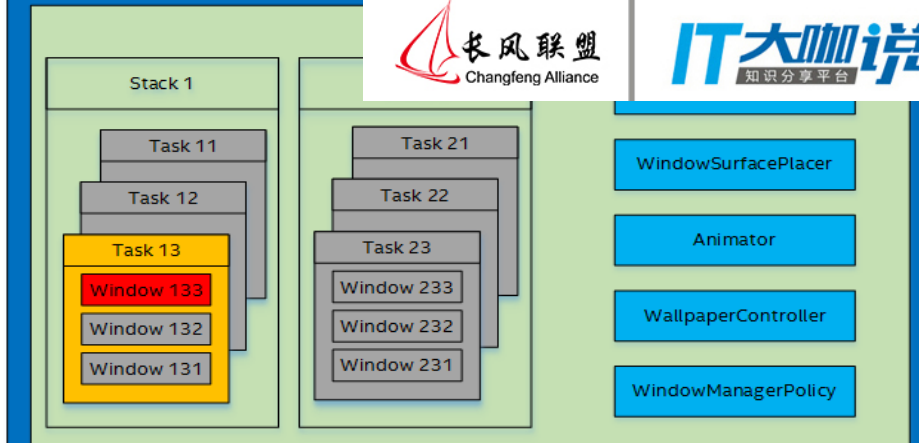 长风联盟
Changfeng Alliance
IT大咖说
知识分享平台
Stack 1
Task 11
Task 12
Task 13
Window 133
Window 132
Window 131
Task 21
Task 22
Task 23
Window 233
Window 232
Window 231
WindowSurfacePlacer
Animator
WallpaperController
WindowManagerPolicy